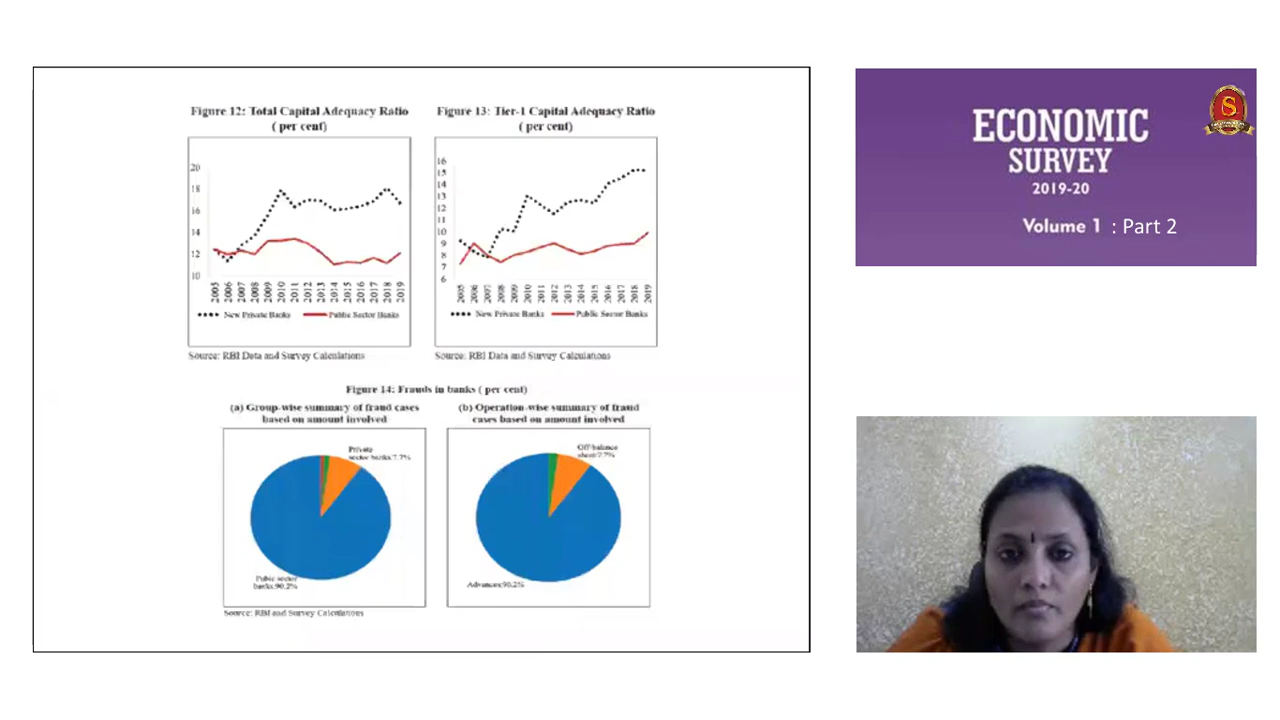 Figure 12: Total Capital Adequacy Ratio
( per cent)
20
18
16
14
12
10
2005 2006 2007 2008 2009 2010 2011 2012 2013 2014 2015 2016 2017 2018 2019
New Private Banks Public Sector Banks
Source: RBI Data and Survey Calculations
Figure 13: Tier-1 Capital Adequacy Ratio
( per cent)
16
15
14
13
12
11
10
9
8
7
6
2005 2006 2007 2008 2009 2010 2011 2012 2013 2014 2015 2016 2017 2018 2019
New Private Banks Public Sector Banks
Source: RBI Data and Survey Calculations
Figure 14: Frauds in banks ( per cent)
(a) Group-wise summary of fraud cases
based on amount involved
Private
sector banks:7.7%
Public sector
banks:90.2%
(b) Operation-wise summary of fraud
cases based on amount involved
Off-balance
sheet:7.7%
Advances:90.2%
Source: RBI and Survey Calculations
ECONOMIC
SURVEY
2019-20
Volume 1 : Part 2
S